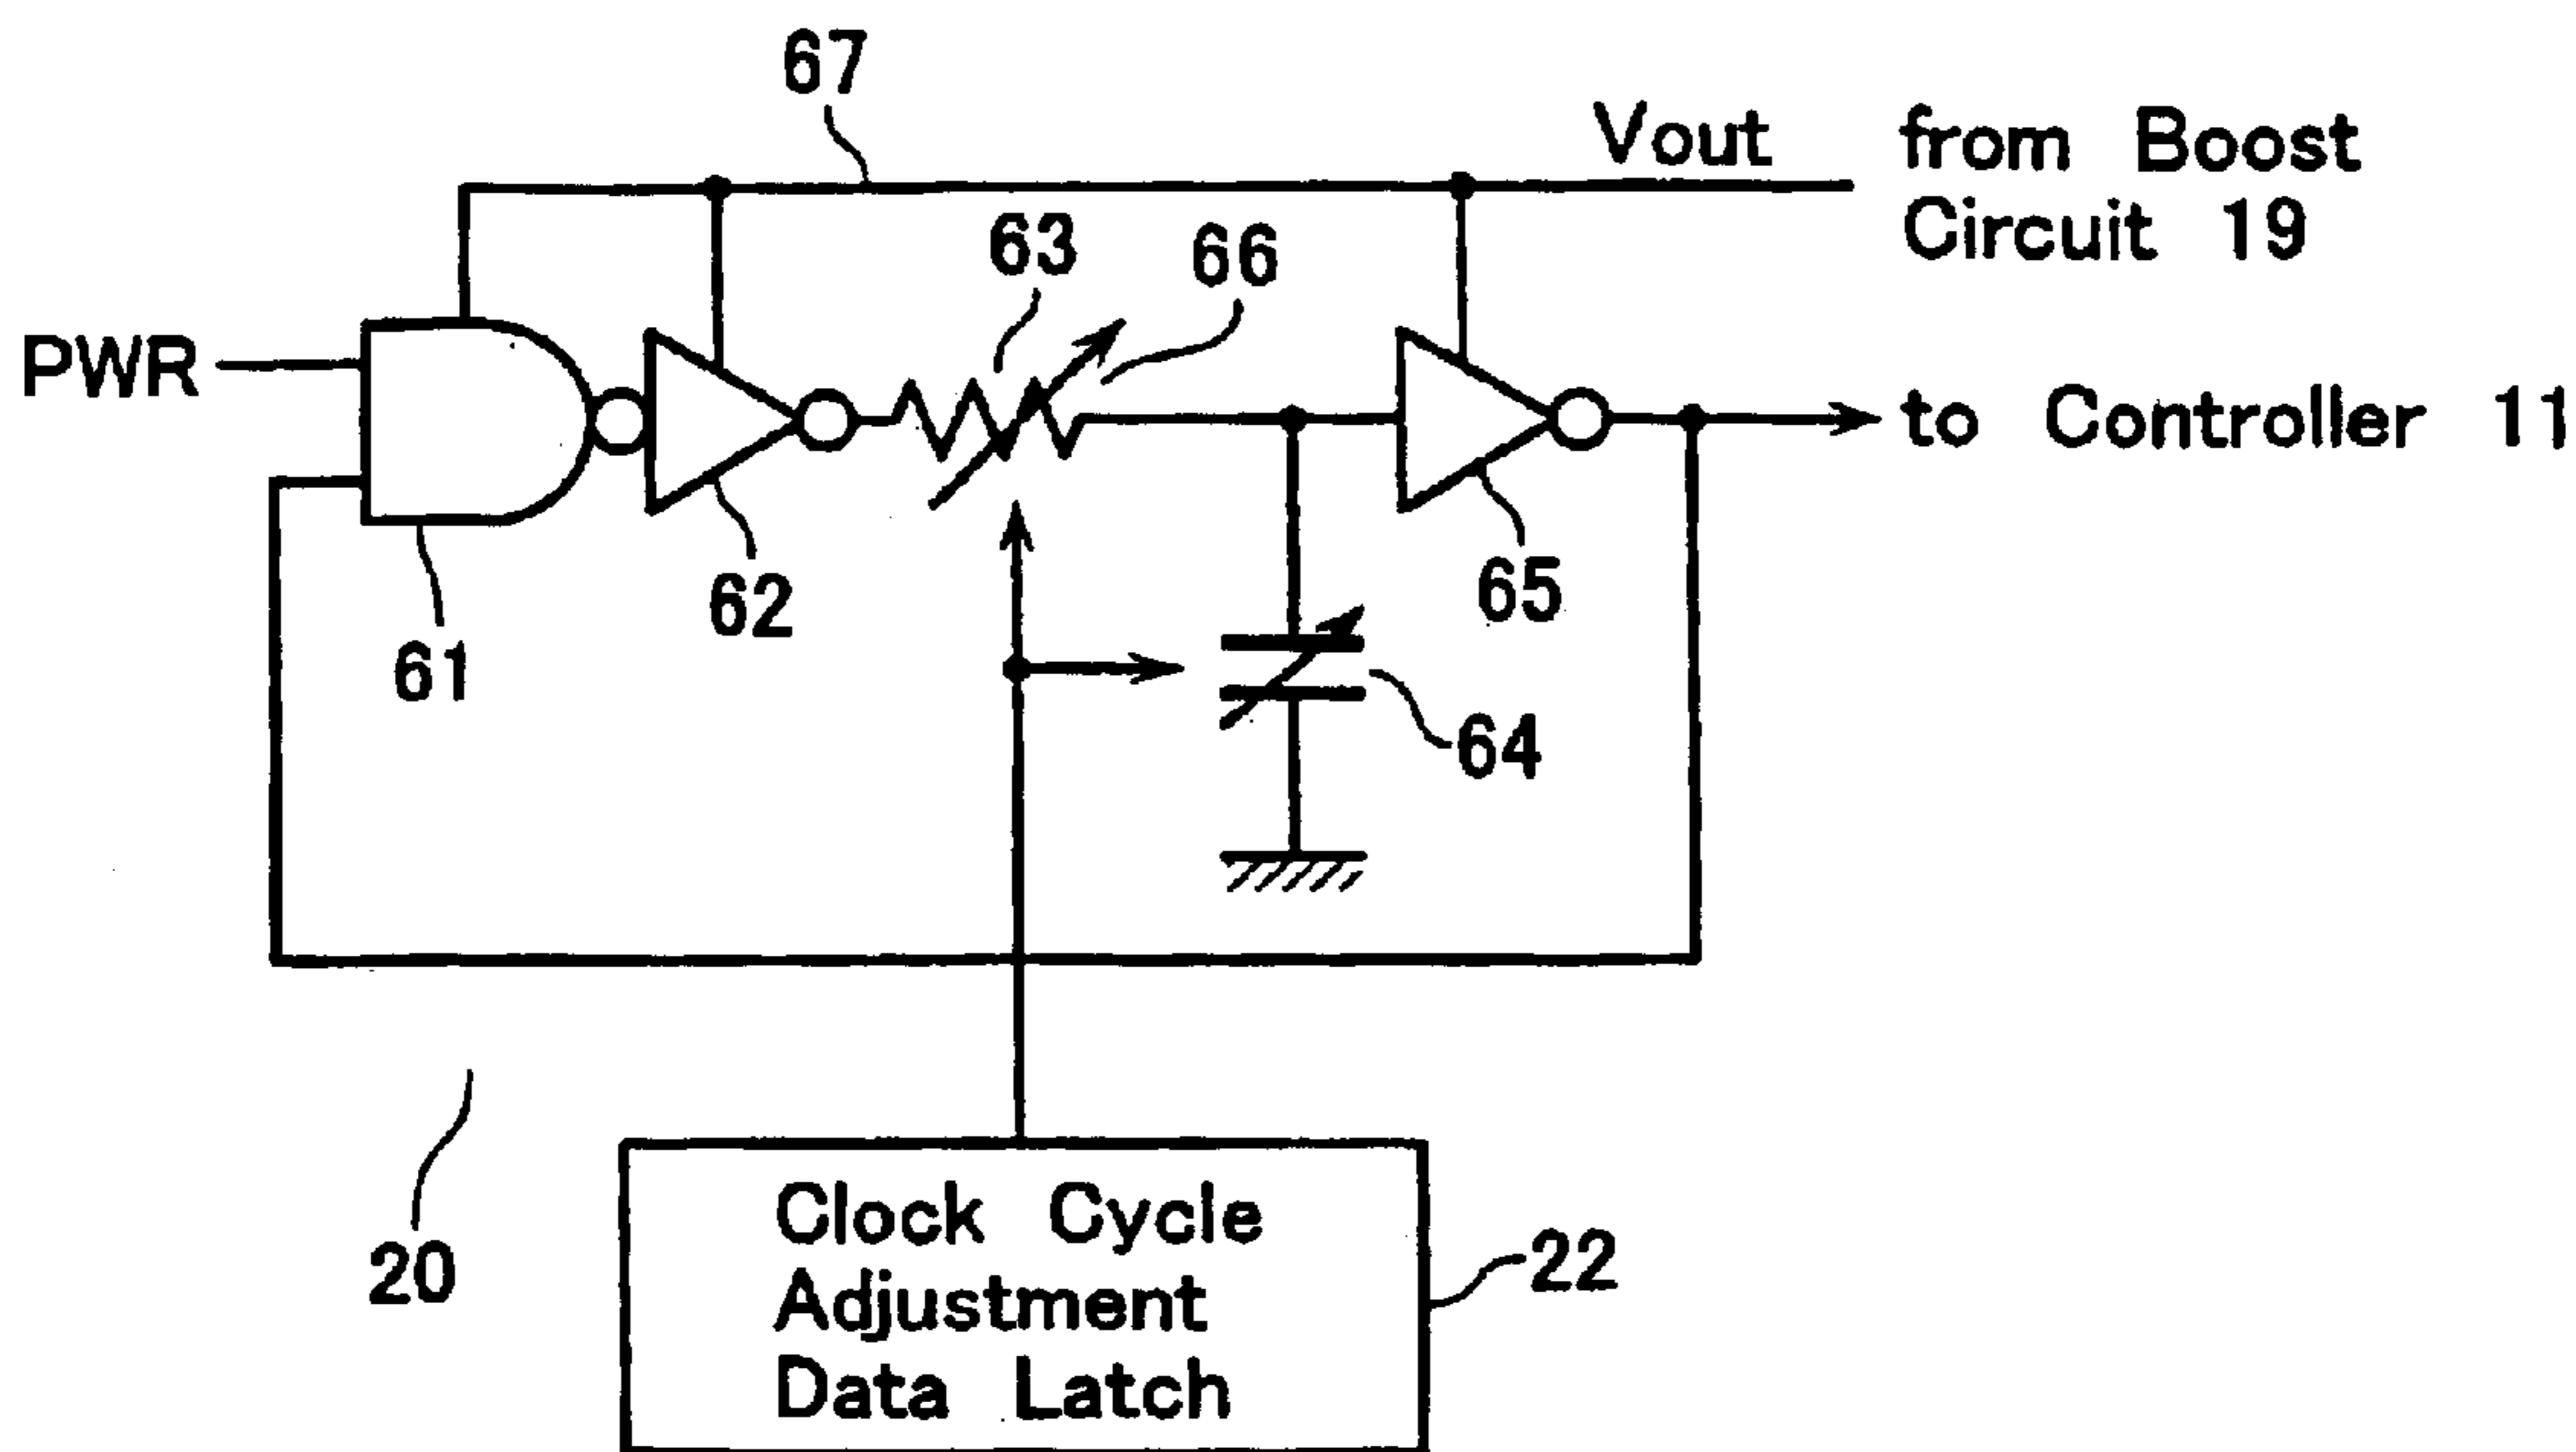 67
Vout from Boost
Circuit 19
63
66
PWR
to Controller 11
62
65
61
64
20
Clock Cycle
Adjustment
Data Latch
22